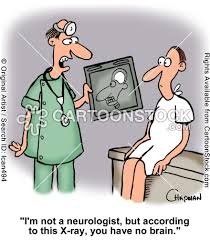 © Original Artist / Search ID: lcan494
Rights Available from CartoonStock.com
CARTOONSTOCK
.com
CHAPMAN
"I'm not a neurologist, but according
to this X-ray, you have no brain."